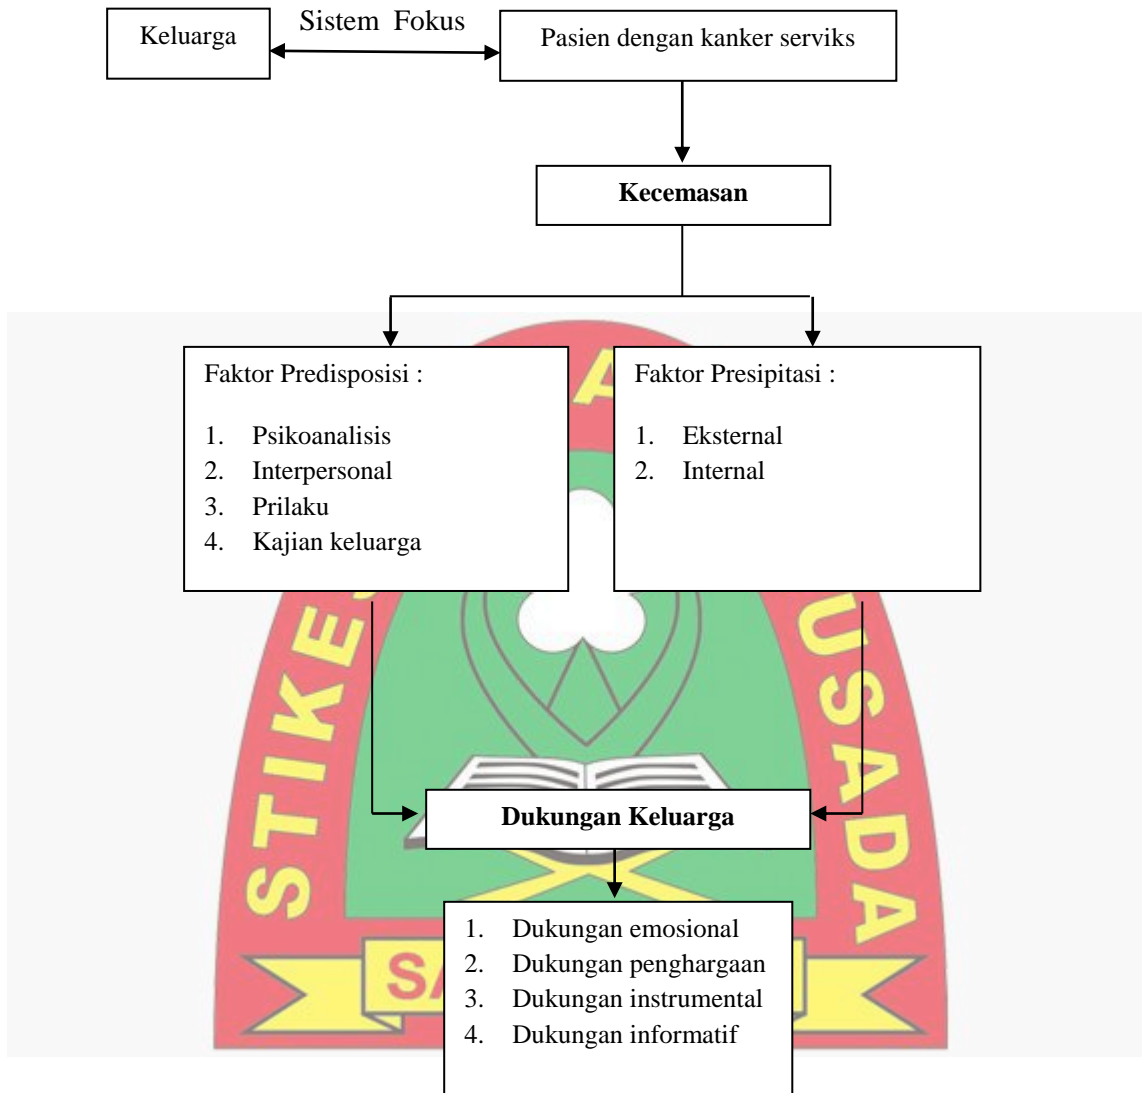 Keluarga
Sistem Fokus
Pasien dengan kanker serviks
Kecemasan
Faktor Predisposisi :
1. Psikoanalisis
2. Interpersonal
3. Prilaku
4. Kajian keluarga
Faktor Presipitasi :
1. Eksternal
2. Internal
Dukungan Keluarga
1. Dukungan emosional
2. Dukungan penghargaan
3. Dukungan instrumental
4. Dukungan informatif
STIKES
USADA